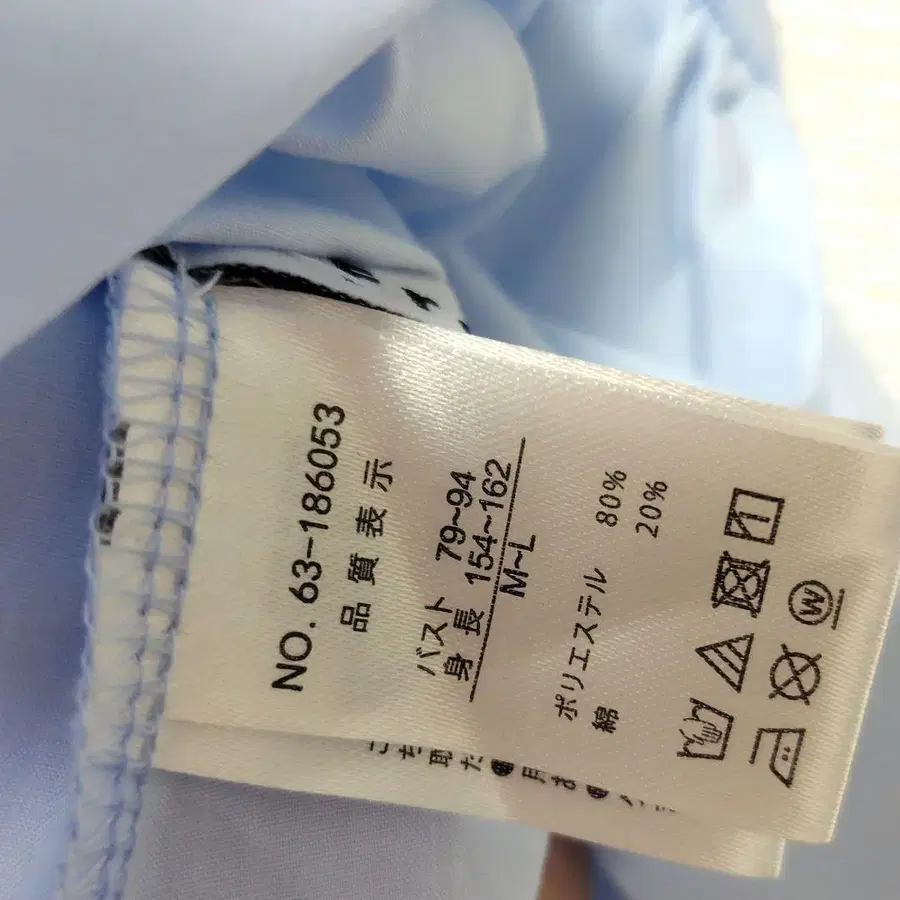 NO. 63-186053
品質表示
バスト 79~94
身長 154~162
M~L
ポリエステル 80%
綿 20%
W